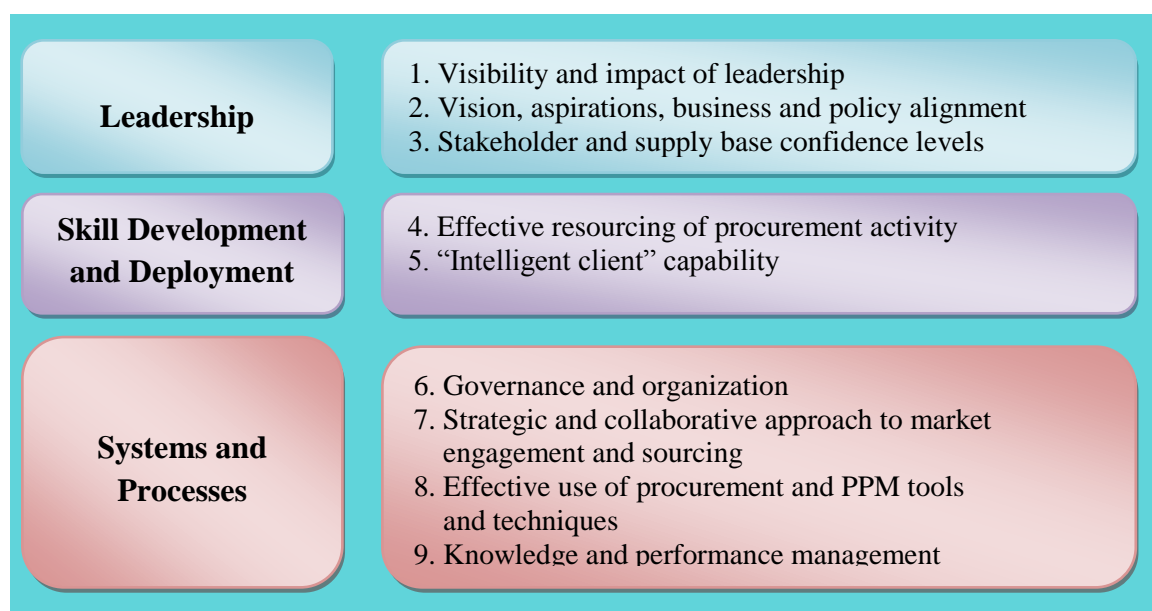 Leadership
1. Visibility and impact of leadership
2. Vision, aspirations, business and policy alignment
3. Stakeholder and supply base confidence levels
Skill Development
and Deployment
4. Effective resourcing of procurement activity
5. “Intelligent client” capability
Systems and
Processes
6. Governance and organization
7. Strategic and collaborative approach to market
engagement and sourcing
8. Effective use of procurement and PPM tools
and techniques
9. Knowledge and performance management